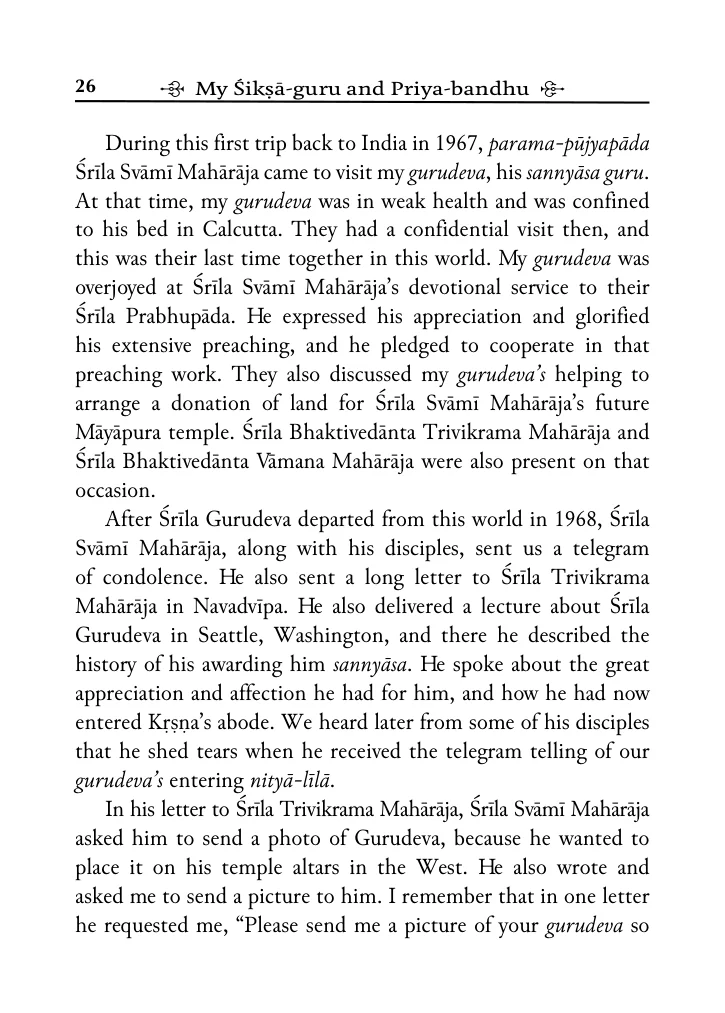 26
My Śikṣā-guru and Priya-bandhu
During this first trip back to India in 1967, parama-pūjyapāda
Śrīla Svāmī Mahārāja came to visit my gurudeva, his sannyāsa guru.
At that time, my gurudeva was in weak health and was confined
to his bed in Calcutta. They had a confidential visit then, and
this was their last time together in this world. My gurudeva was
overjoyed at Śrīla Svāmī Mahārāja’s devotional service to their
Śrīla Prabhupāda. He expressed his appreciation and glorified
his extensive preaching, and he pledged to cooperate in that
preaching work. They also discussed my gurudeva’s helping to
arrange a donation of land for Śrīla Svāmī Mahārāja’s future
Māyāpura temple. Śrīla Bhaktivedānta Trivikrama Mahārāja and
Śrīla Bhaktivedānta Vāmana Mahārāja were also present on that
occasion.
After Śrīla Gurudeva departed from this world in 1968, Śrīla
Svāmī Mahārāja, along with his disciples, sent us a telegram
of condolence. He also sent a long letter to Śrīla Trivikrama
Mahārāja in Navadvīpa. He also delivered a lecture about Śrīla
Gurudeva in Seattle, Washington, and there he described the
history of his awarding him sannyāsa. He spoke about the great
appreciation and affection he had for him, and how he had now
entered Kṛṣṇa’s abode. We heard later from some of his disciples
that he shed tears when he received the telegram telling of our
gurudeva’s entering nityā-līlā.
In his letter to Śrīla Trivikrama Mahārāja, Śrīla Svāmī Mahārāja
asked him to send a photo of Gurudeva, because he wanted to
place it on his temple altars in the West. He also wrote and
asked me to send a picture to him. I remember that in one letter
he requested me, “Please send me a picture of your gurudeva so